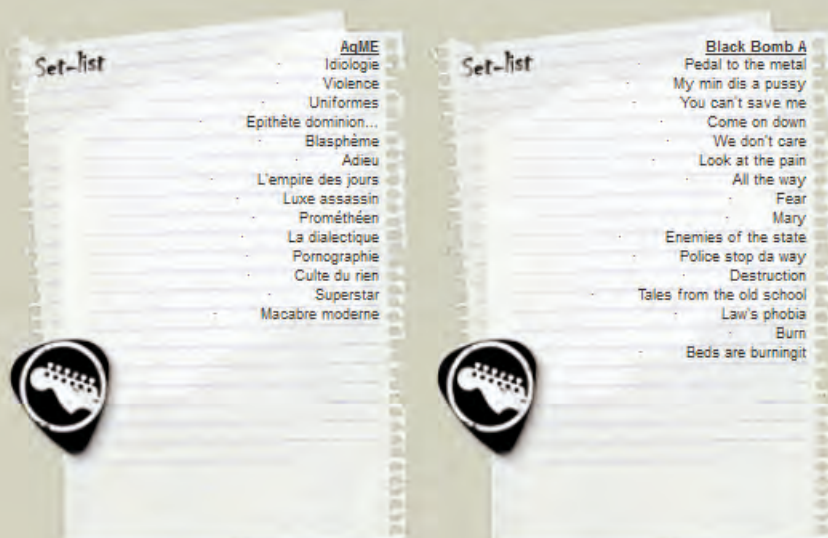 Set-list
AqME
Idiologie
Violence
Uniformes
Epithète dominion...
Blasphème
Adieu
L'empire des jours
Luxe assassin
Prométhéen
La dialectique
Pornographie
Culte du rien
Superstar
Macabre moderne
Set-list
Black Bomb A
Pedal to the metal
My min dis a pussy
You can't save me
Come on down
We don't care
Look at the pain
All the way
Fear
Mary
Enemies of the state
Police stop da way
Destruction
Tales from the old school
Law's phobia
Burn
Beds are burningit